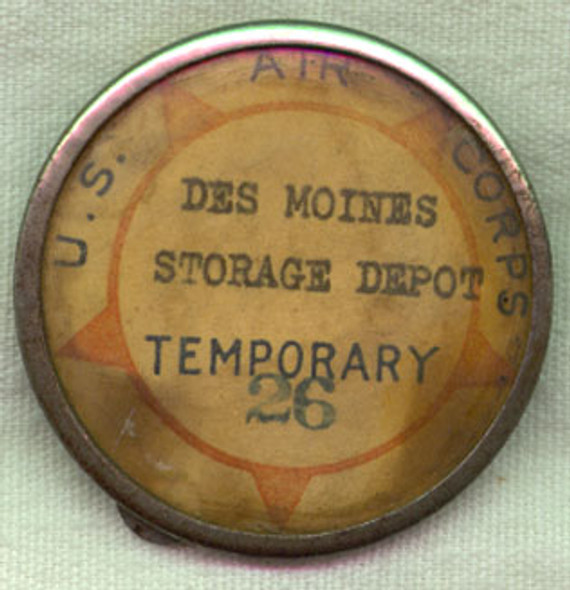 U.S. AIR CORPS
DES MOINES
STORAGE DEPOT
TEMPORARY
26